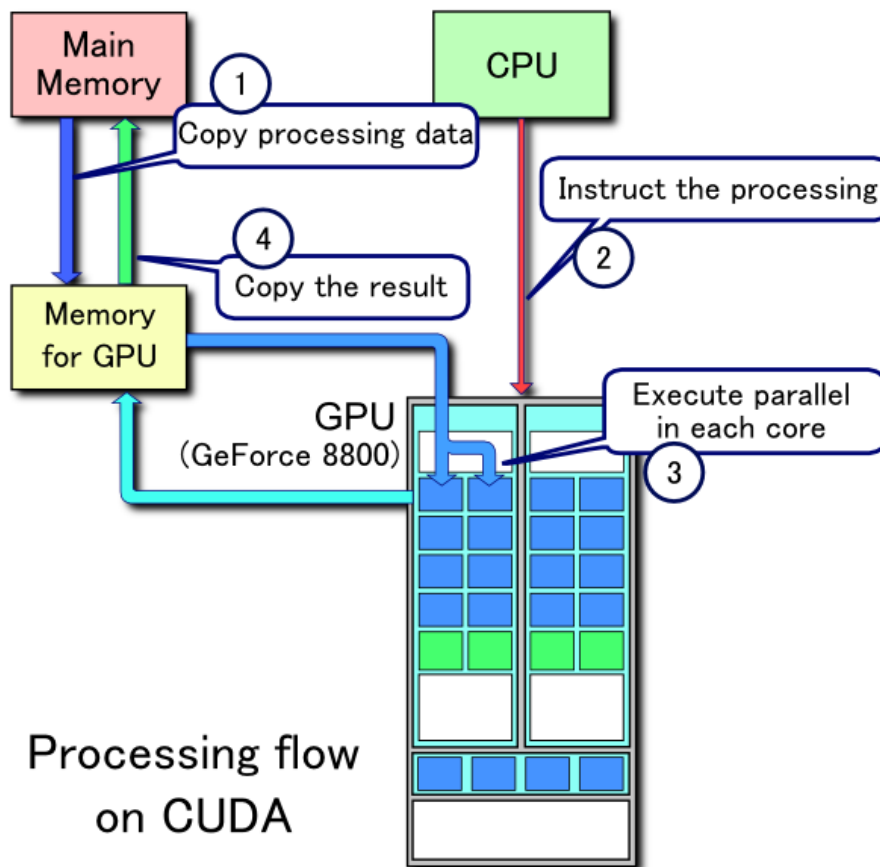 Main
Memory
CPU
1
Copy processing data
Instruct the processing
2
4
Copy the result
Memory
for GPU
GPU
(GeForce 8800)
Execute parallel
in each core
3
Processing flow
on CUDA